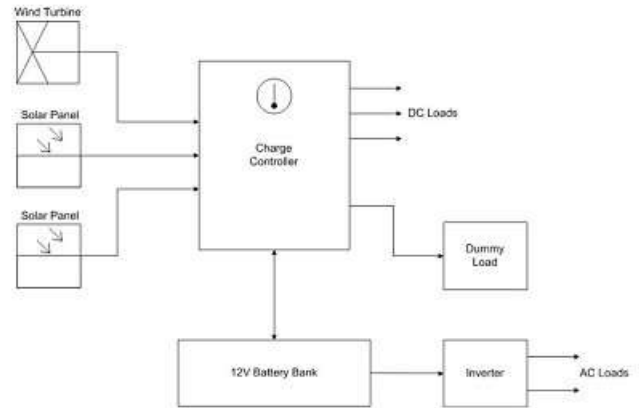 Wind Turbine
Solar Panel
Solar Panel
Charge
Controller
DC Loads
Dummy
Load
12V Battery Bank
Inverter
AC Loads